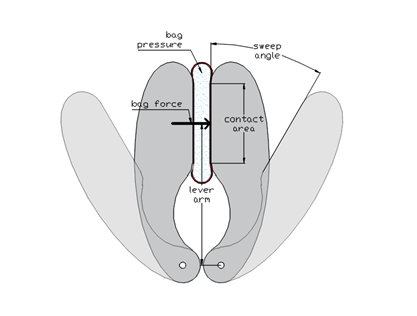 bag
pressure
sweep
angle
bag force
contact
area
lever
arm